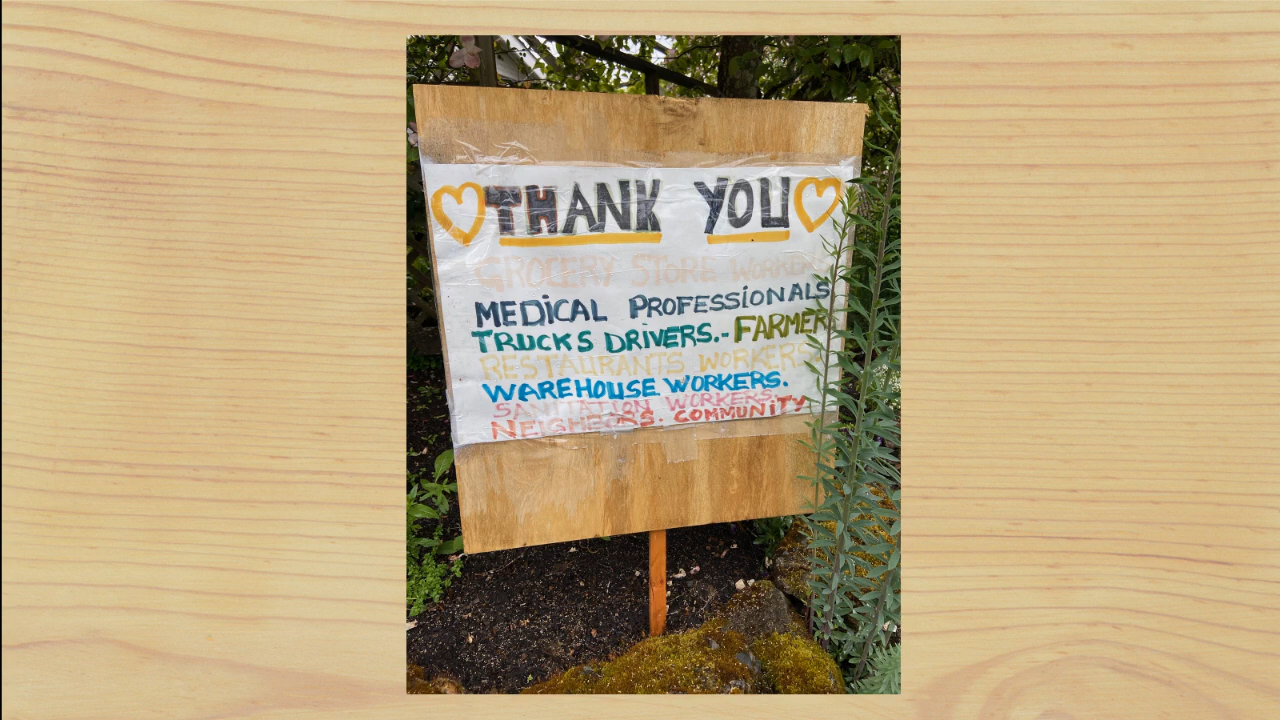 THANK YOU
GROCERY STORE WORKERS
MEDiCAL PROFESSiONALS
TRUCKS DRIVERS.- FARMERS
RESTAURANTS WORKERS
WAREHOUSE WORKERS.
SANITATION WORKERS.
NEIGHBORS. COMMUNiTY